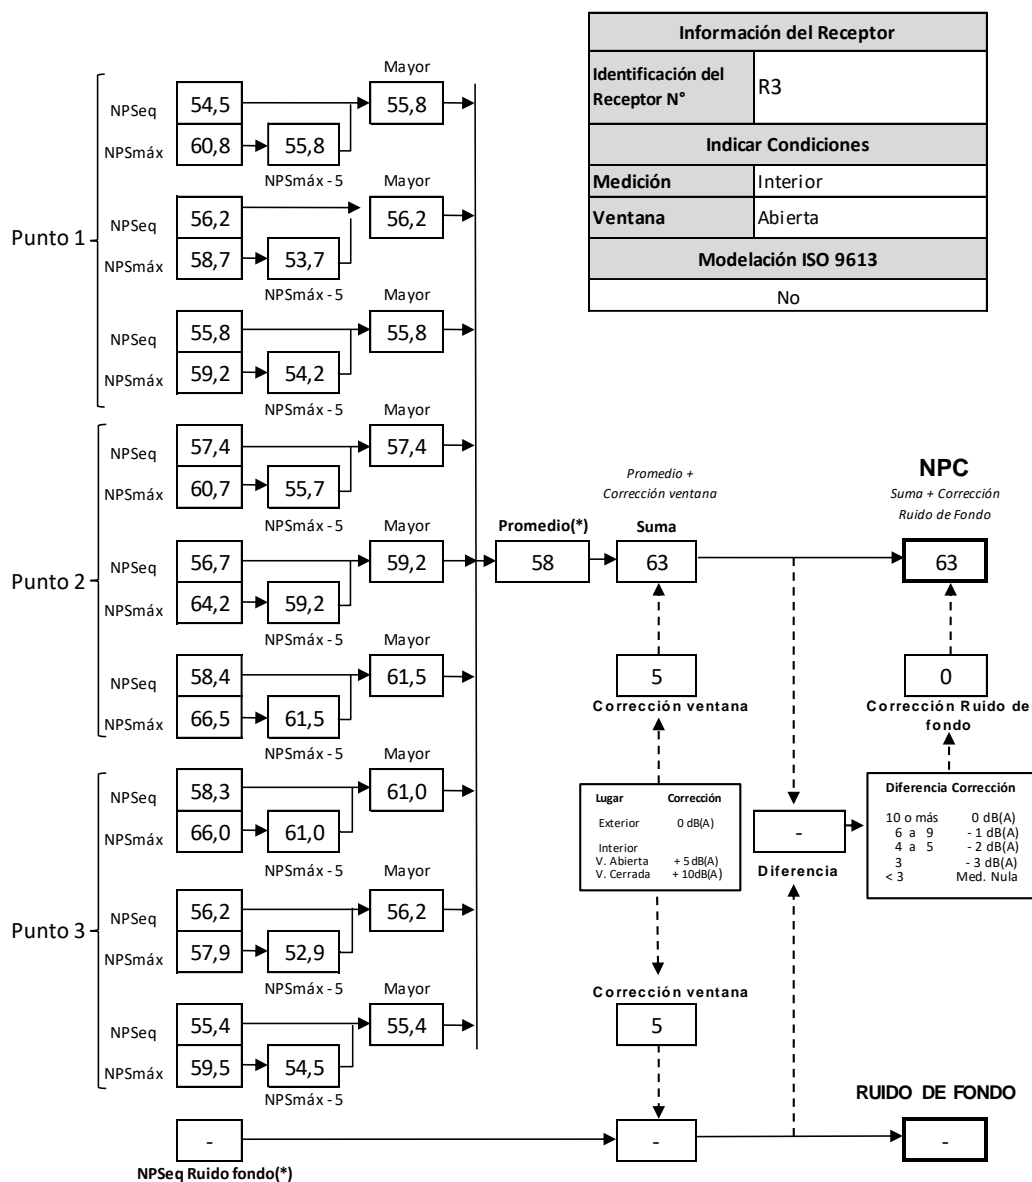 Información del Receptor
Identificación del Receptor N°
R3
Indicar Condiciones
Medición
Interior
Ventana
Abierta
Modelación ISO 9613
No
Punto 1
Mayor
NPSeq
54,5
55,8
NPSmáx
60,8
55,8
NPSmáx - 5
Mayor
NPSeq
56,2
56,2
NPSmáx
58,7
53,7
NPSmáx - 5
Mayor
NPSeq
55,8
55,8
NPSmáx
59,2
54,2
NPSmáx - 5
Punto 2
Mayor
NPSeq
57,4
57,4
NPSmáx
60,7
55,7
NPSmáx - 5
Mayor
NPSeq
56,7
59,2
NPSmáx
64,2
59,2
NPSmáx - 5
Mayor
NPSeq
58,4
61,5
NPSmáx
66,5
61,5
NPSmáx - 5
Punto 3
Mayor
NPSeq
58,3
61,0
NPSmáx
66,0
61,0
NPSmáx - 5
Mayor
NPSeq
56,2
56,2
NPSmáx
57,9
52,9
NPSmáx - 5
Mayor
NPSeq
55,4
55,4
NPSmáx
59,5
54,5
NPSmáx - 5
Promedio(*)
58
Promedio +
Corrección ventana
Suma
63
5
Corrección ventana
NPC
Suma + Corrección
Ruido de Fondo
63
0
Corrección Ruido de
fondo
Lugar Corrección
Exterior 0 dB(A)
Interior
V. Abierta + 5 dB(A)
V. Cerrada + 10dB(A)
-
Diferencia
Diferencia Corrección
10 o más 0 dB(A)
6 a 9 - 1 dB(A)
4 a 5 - 2 dB(A)
3 - 3 dB(A)
< 3 Med. Nula
Corrección ventana
5
RUIDO DE FONDO
-
-
-
NPSeq Ruido fondo(*)